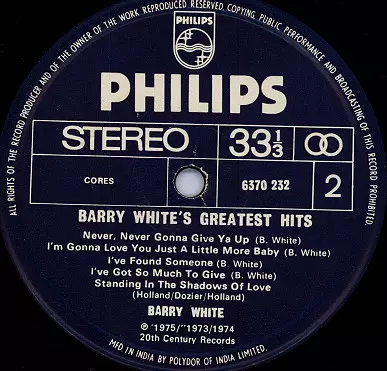 PHILIPS
ALL RIGHTS OF THE RECORD PRODUCER AND OF THE OWNER OF THE WORK REPRODUCED RESERVED. COPYING, PUBLIC PERFORMANCE AND BROADCASTING OF THIS RECORD PROHIBITED
PHILIPS
STEREO 33⅓
CORES 6370 232 2
BARRY WHITE'S GREATEST HITS
Never, Never Gonna Give Ya Up (B. White)
I'm Gonna Love You Just A Little More Baby (B. White)
I've Found Someone (B. White)
I've Got So Much To Give (B. White)
Standing In The Shadows Of Love
(Holland/Dozier/Holland)
BARRY WHITE
℗ '1975/''1973/1974
20th Century Records
MFD. IN INDIA BY POLYDOR OF INDIA LIMITED.